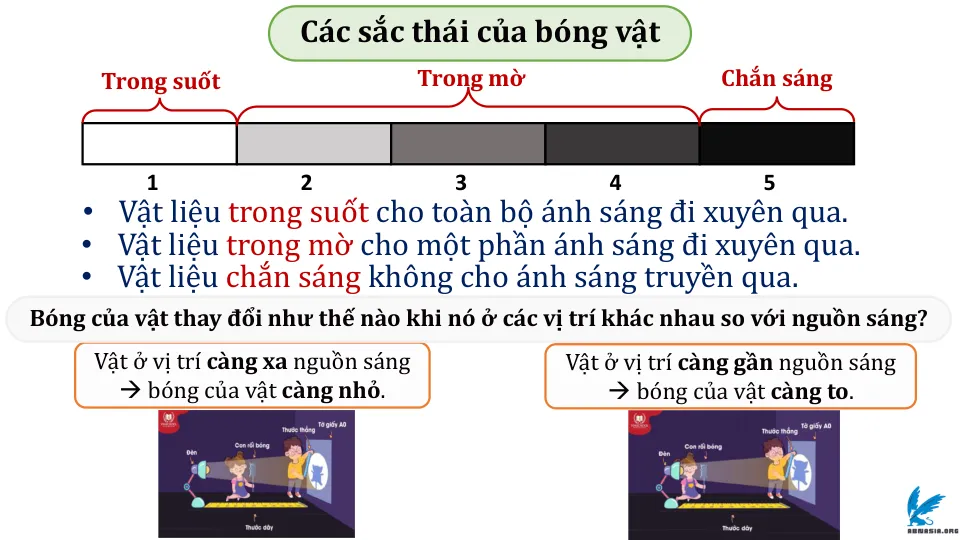 Các sắc thái của bóng vật
Trong suốt
Trong mờ
Chắn sáng
1 2 3 4 5
• Vật liệu trong suốt cho toàn bộ ánh sáng đi xuyên qua.
• Vật liệu trong mờ cho một phần ánh sáng đi xuyên qua.
• Vật liệu chắn sáng không cho ánh sáng truyền qua.
Bóng của vật thay đổi như thế nào khi nó ở các vị trí khác nhau so với nguồn sáng?
Vật ở vị trí càng xa nguồn sáng
→ bóng của vật càng nhỏ.
Vật ở vị trí càng gần nguồn sáng
→ bóng của vật càng to.
Tờ giấy A0
Thước thẳng
Con rối bóng
Đèn
Thước dây
Tờ giấy A0
Thước thẳng
Con rối bóng
Đèn
Thước dây
ABMASIA.ORG